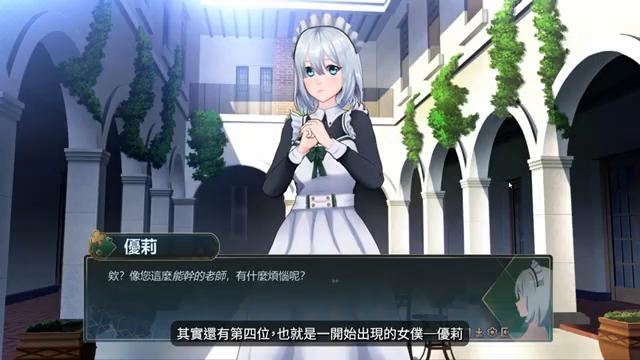 優莉
欸？像您這麼能幹的老師，有什麼煩惱呢？
其實還有第四位，也就是一開始出現的女僕—優莉